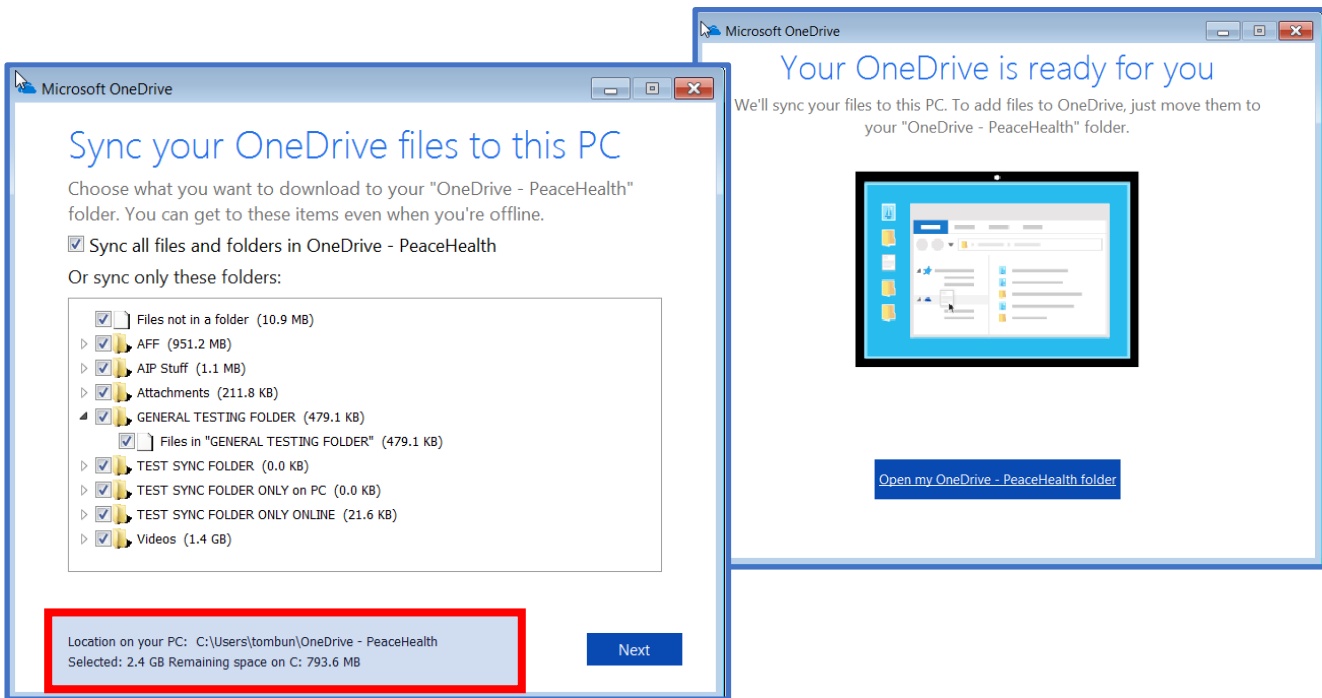 Microsoft OneDrive
Sync your OneDrive files to this PC
Choose what you want to download to your "OneDrive - PeaceHealth"
folder. You can get to these items even when you're offline.
Sync all files and folders in OneDrive - PeaceHealth
Or sync only these folders:
Files not in a folder (10.9 MB)
AFF (951.2 MB)
AIP Stuff (1.1 MB)
Attachments (211.8 KB)
GENERAL TESTING FOLDER (479.1 KB)
Files in "GENERAL TESTING FOLDER" (479.1 KB)
TEST SYNC FOLDER (0.0 KB)
TEST SYNC FOLDER ONLY on PC (0.0 KB)
TEST SYNC FOLDER ONLY ONLINE (21.6 KB)
Videos (1.4 GB)
Location on your PC: C:\Users\tombun\OneDrive - PeaceHealth
Selected: 2.4 GB Remaining space on C: 793.6 MB
Next
Microsoft OneDrive
Your OneDrive is ready for you
We'll sync your files to this PC. To add files to OneDrive, just move them to
your "OneDrive - PeaceHealth" folder.
Open my OneDrive - PeaceHealth folder